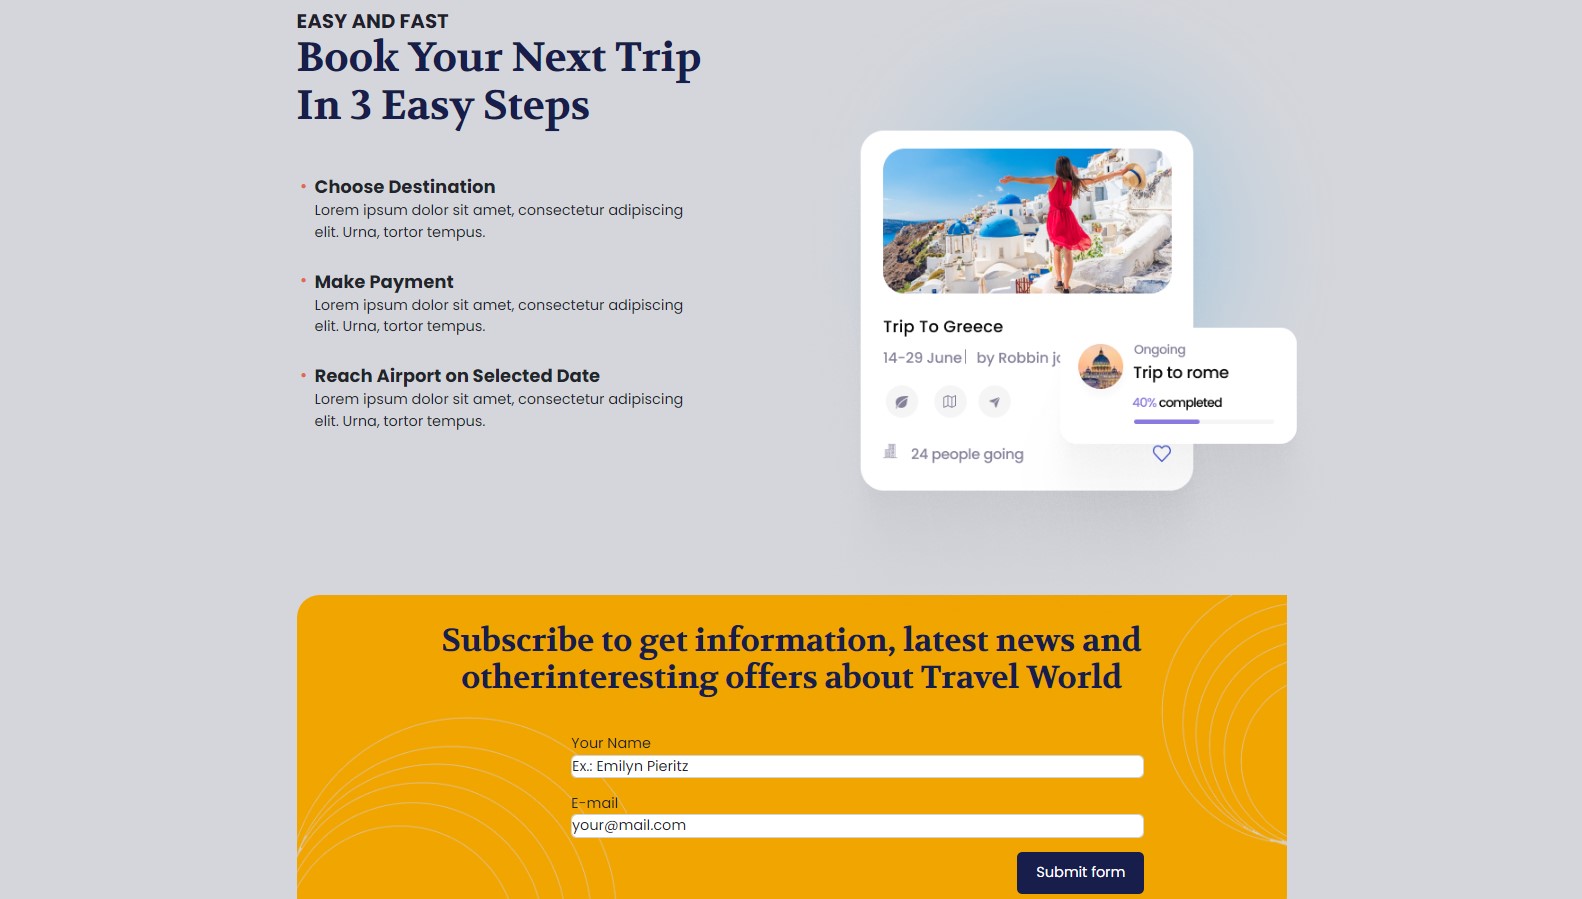 EASY AND FAST
Book Your Next Trip
In 3 Easy Steps
Choose Destination
Lorem ipsum dolor sit amet, consectetur adipiscing
elit. Urna, tortor tempus.
Make Payment
Lorem ipsum dolor sit amet, consectetur adipiscing
elit. Urna, tortor tempus.
Reach Airport on Selected Date
Lorem ipsum dolor sit amet, consectetur adipiscing
elit. Urna, tortor tempus.
Trip To Greece
14-29 June | by Robbin jo
Ongoing
Trip to rome
40% completed
24 people going
Subscribe to get information, latest news and
otherinteresting offers about Travel World
Your Name
Ex.: Emilyn Pieritz
E-mail
your@mail.com
Submit form